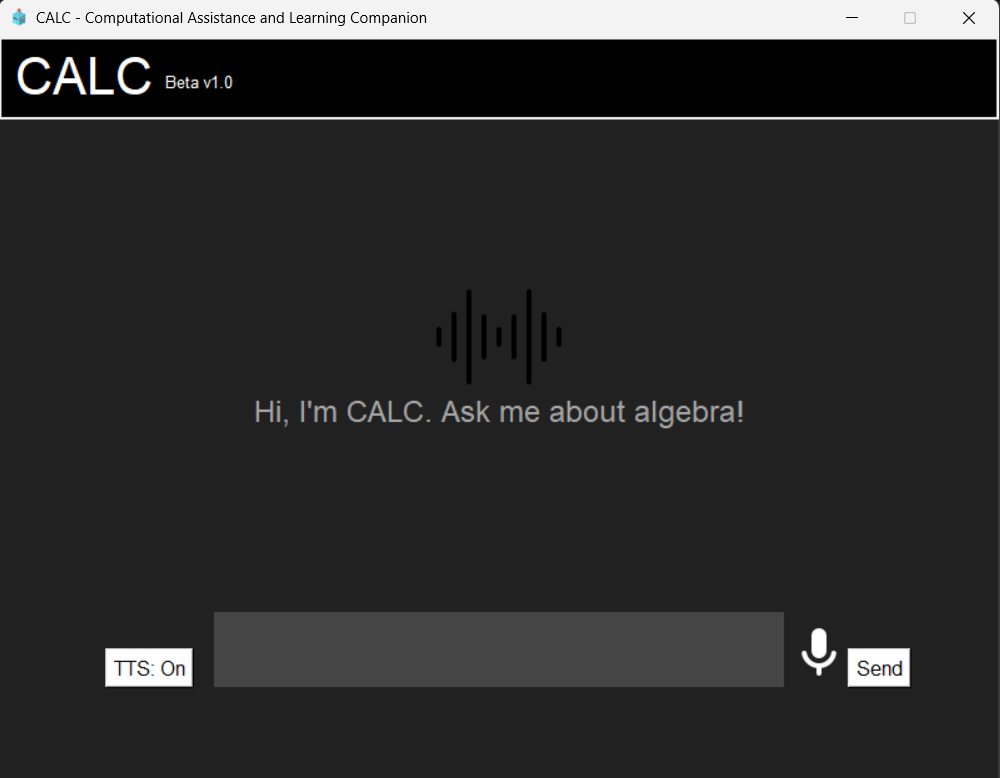 CALC - Computational Assistance and Learning Companion
CALC Beta v1.0
Hi, I'm CALC. Ask me about algebra!
TTS: On
Send